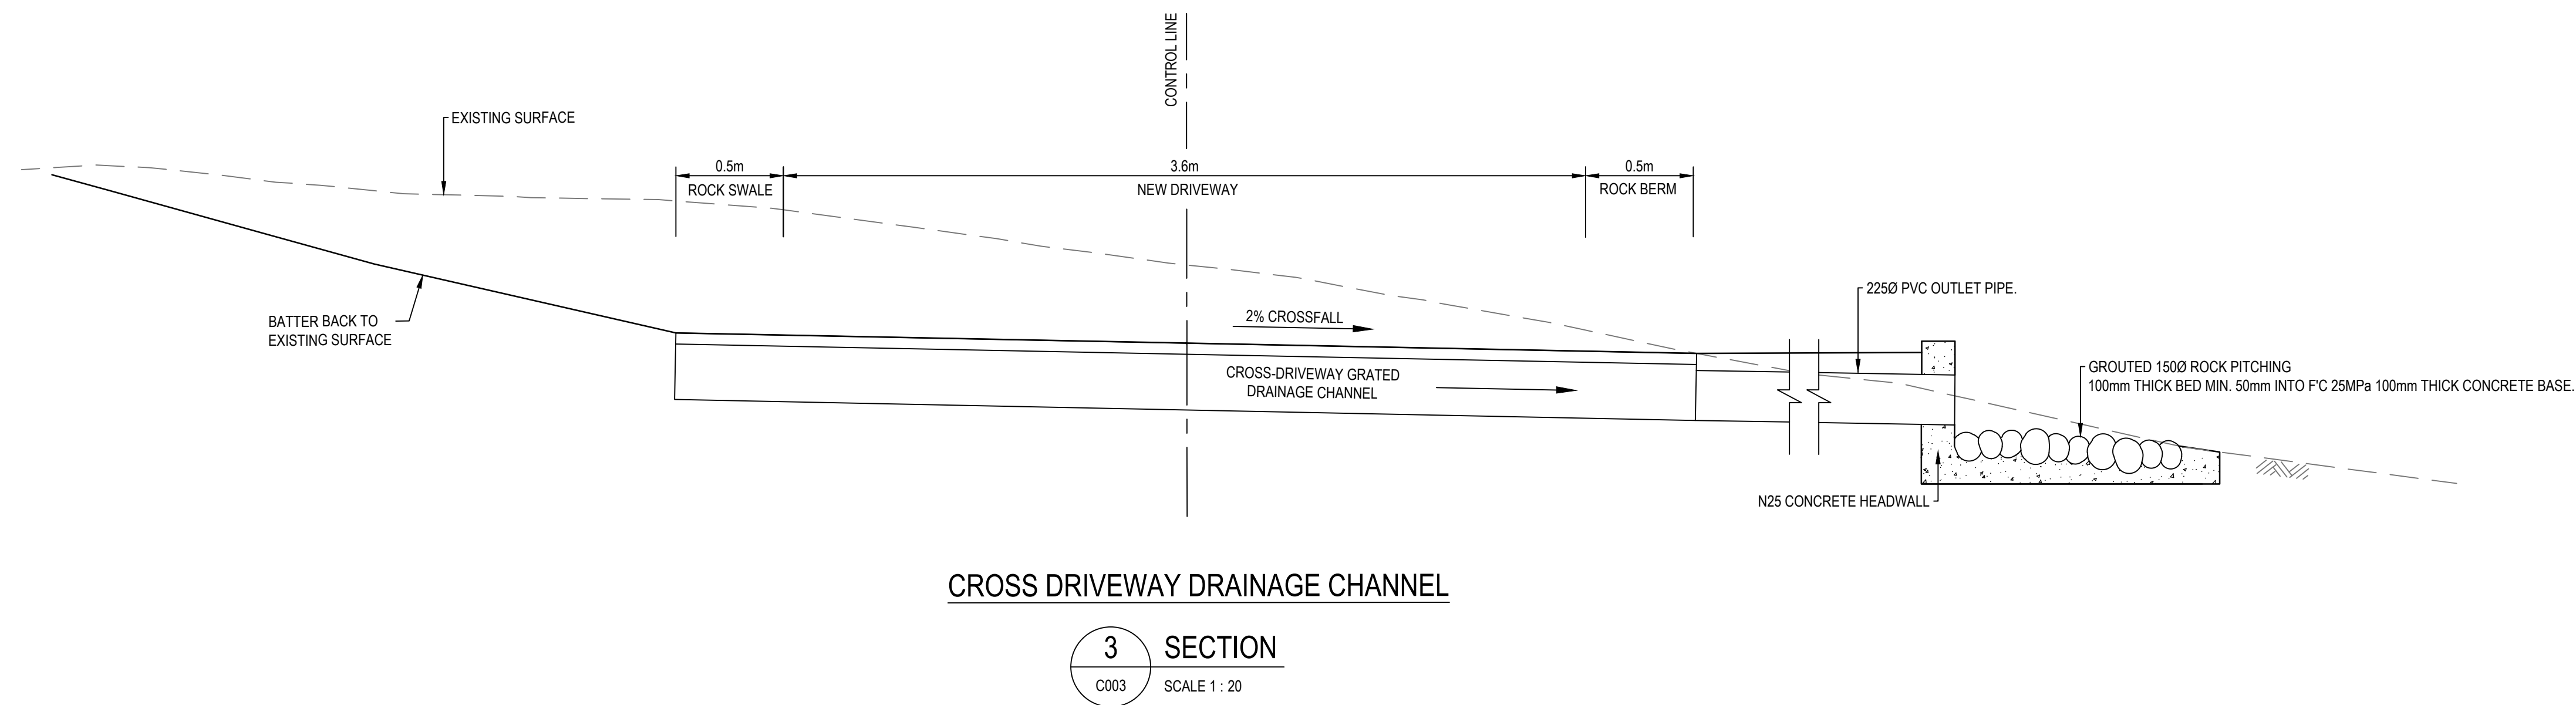 CONTROL LINE
EXISTING SURFACE
0.5m
ROCK SWALE
3.6m
NEW DRIVEWAY
0.5m
ROCK BERM
BATTER BACK TO
EXISTING SURFACE
2% CROSSFALL
225Ø PVC OUTLET PIPE.
CROSS-DRIVEWAY GRATED
DRAINAGE CHANNEL
GROUTED 150Ø ROCK PITCHING
100mm THICK BED MIN. 50mm INTO F'C 25MPa 100mm THICK CONCRETE BASE.
N25 CONCRETE HEADWALL
CROSS DRIVEWAY DRAINAGE CHANNEL
3
SECTION
C003
SCALE 1 : 20